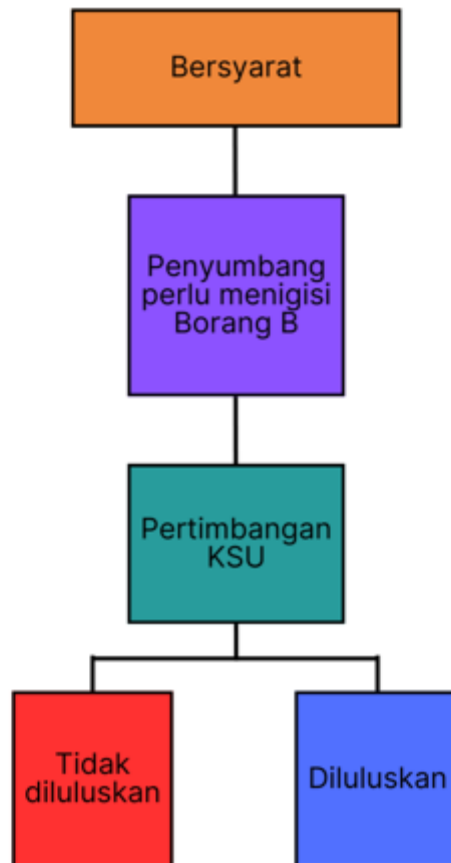 Bersyarat
Penyumbang
perlu menigisi
Borang B
Pertimbangan
KSU
Tidak
diluluskan
Diluluskan